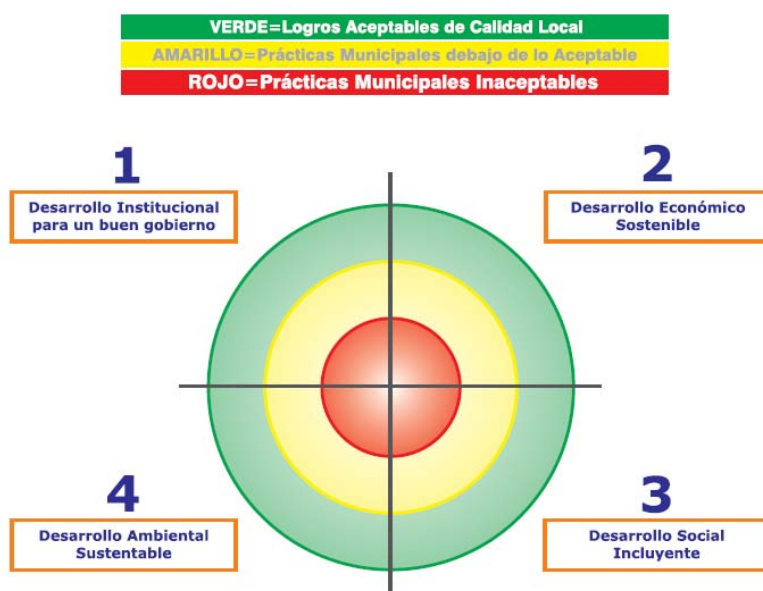 VERDE=Logros Aceptables de Calidad Local
AMARILLO=Prácticas Municipales debajo de lo Aceptable
ROJO=Prácticas Municipales Inaceptables
1
Desarrollo Institucional
para un buen gobierno
2
Desarrollo Económico
Sostenible
4
Desarrollo Ambiental
Sustentable
3
Desarrollo Social
Incluyente